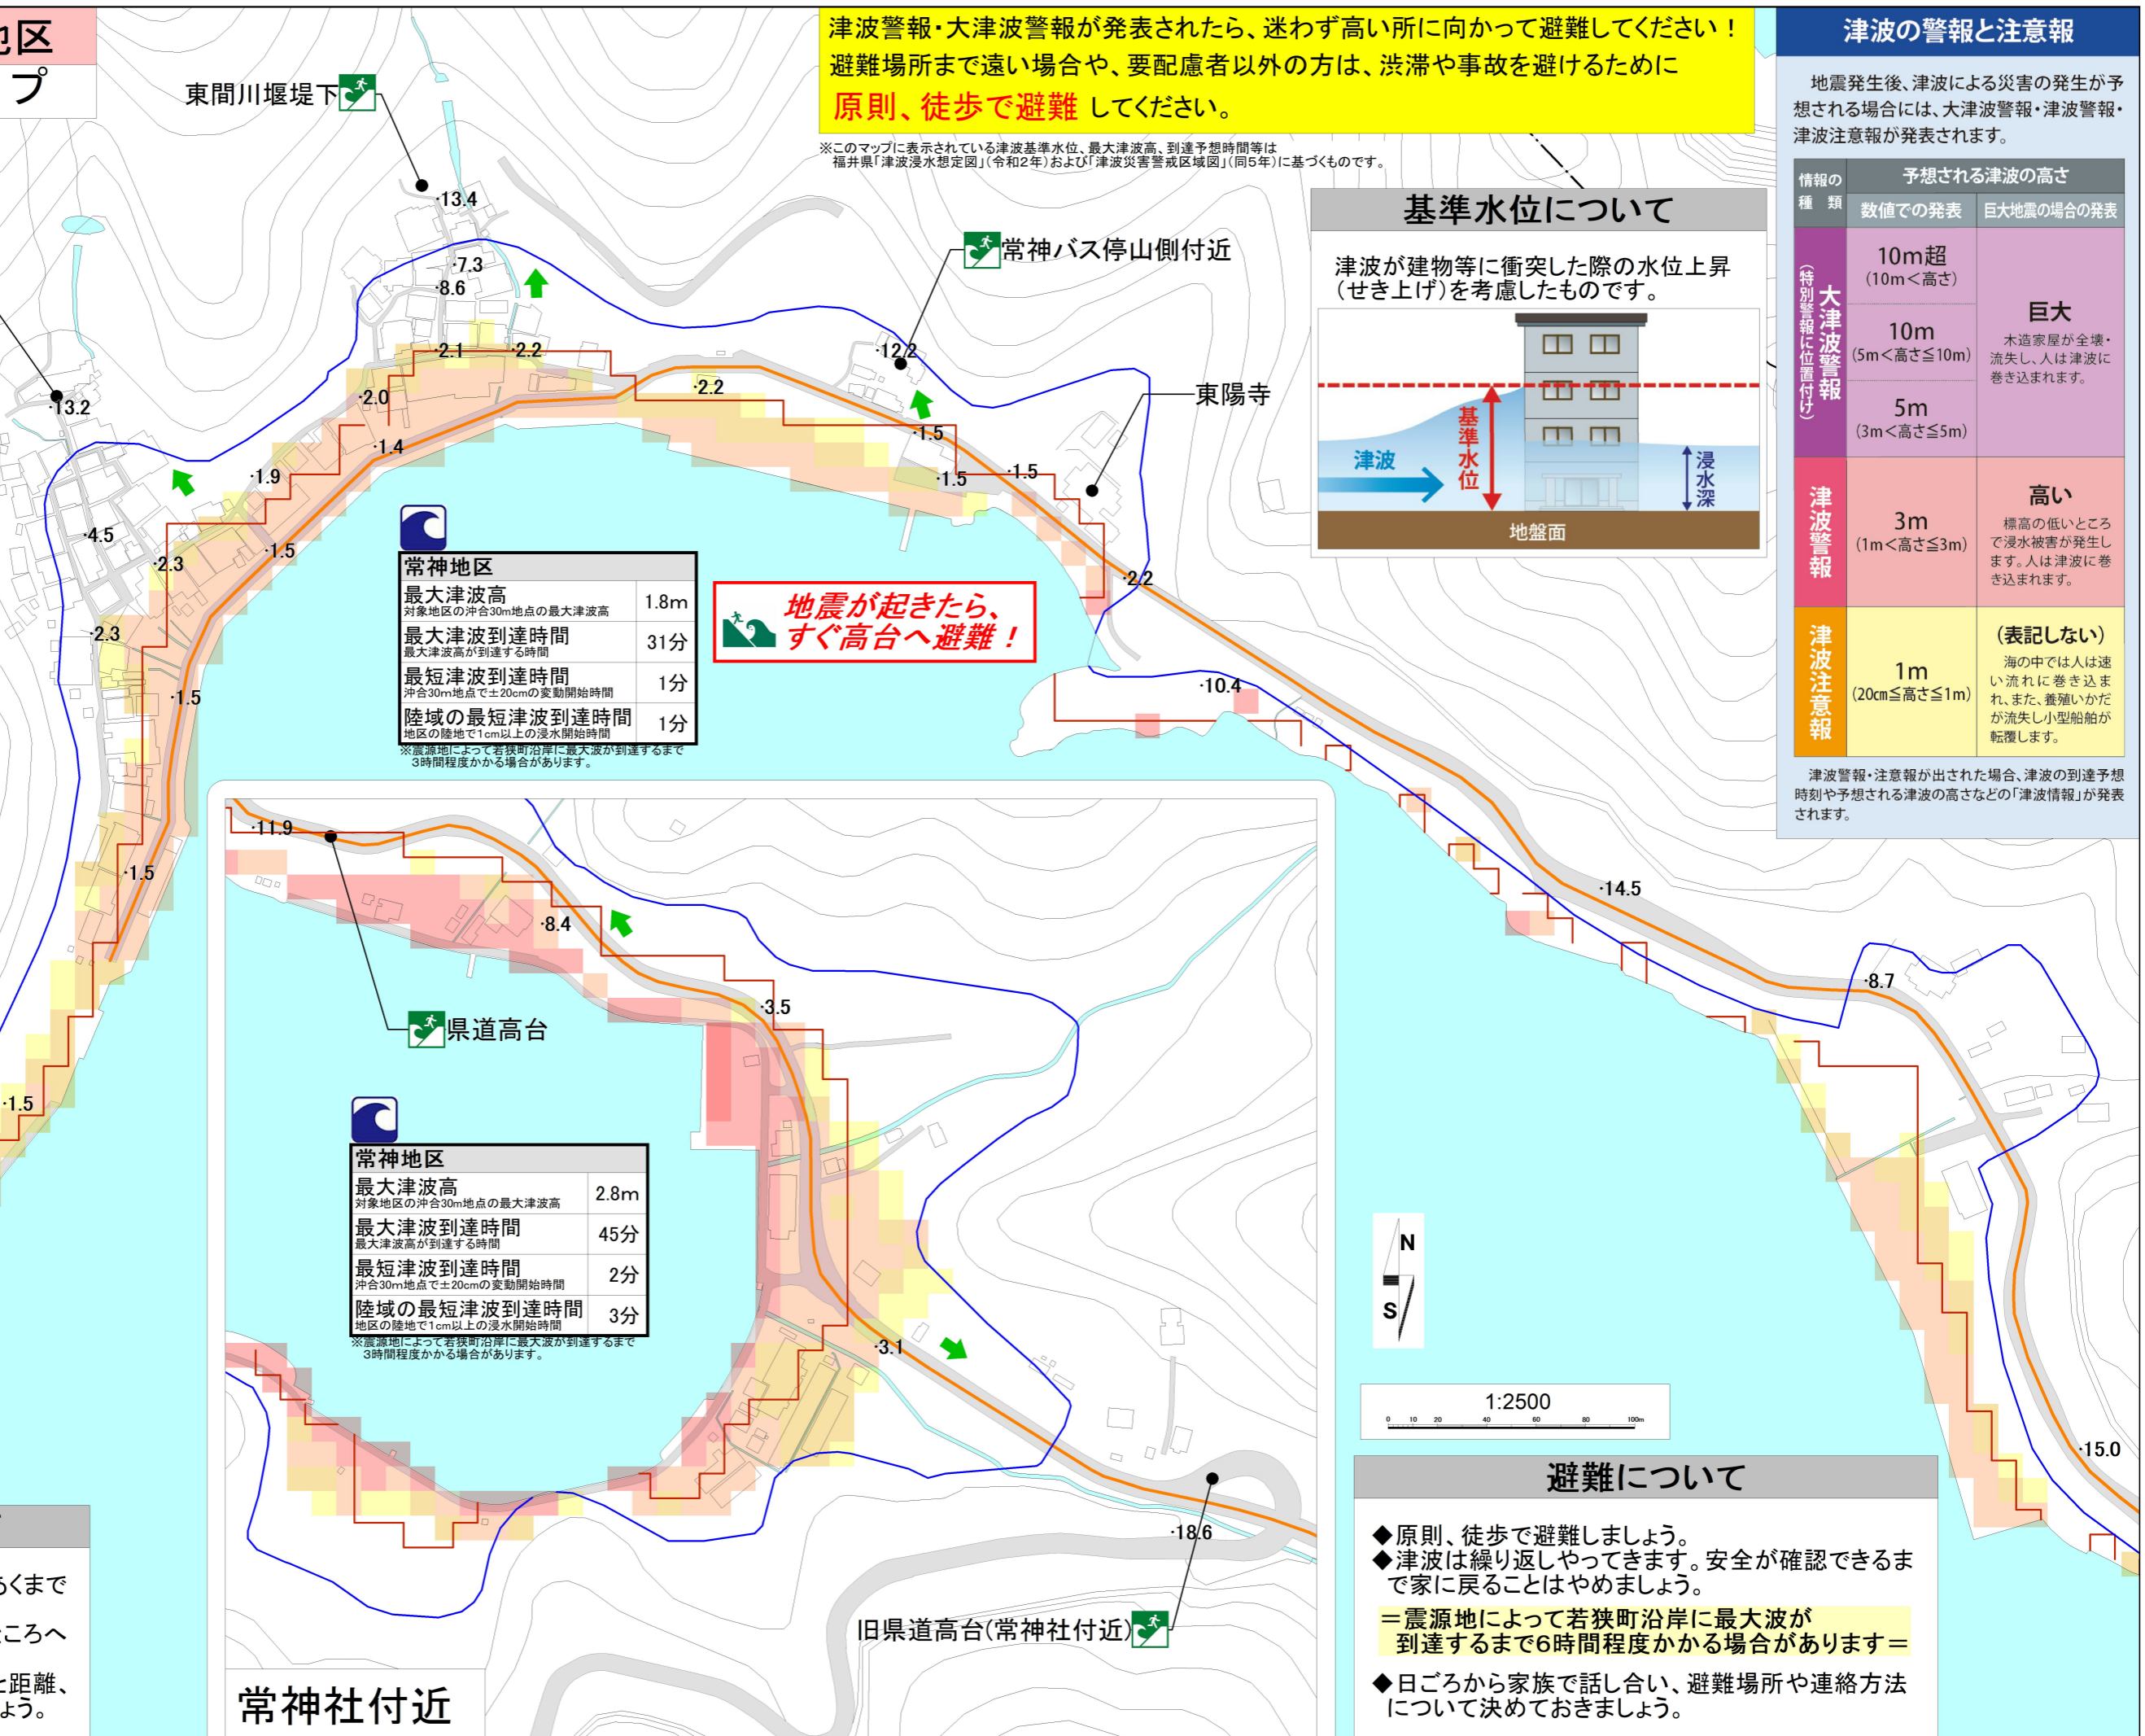 地区
プ
津波警報・大津波警報が発表されたら、迷わず高い所に向かって避難してください！
避難場所まで遠い場合や、要配慮者以外の方は、渋滞や事故を避けるために
原則、徒歩で避難 してください。
※このマップに表示されている津波基準水位、最大津波高、到達予想時間等は
福井県「津波浸水想定図」（令和2年）および「津波災害警戒区域図」（同5年）に基づくものです。
東間川堰堤下
常神バス停山側付近
東陽寺
·13.4
·7.3
·8.6
·2.1
·2.2
·2.0
·1.4
·1.9
·13.2
·4.5
·2.3
·1.5
·2.3
·1.5
·1.5
·1.5
·2.2
·12.2
·1.5
·1.5
·1.5
·2.2
·10.4
·14.5
·8.7
·15.0
常神地区
最大津波高
対象地区の沖合30m地点の最大津波高
1.8m
最大津波到達時間
最大津波高が到達する時間
31分
最短津波到達時間
沖合30m地点で±20cmの変動開始時間
1分
陸域の最短津波到達時間
地区の陸地で1cm以上の浸水開始時間
1分
※震源地によって若狭町沿岸に最大波が到達するまで
3時間程度かかる場合があります。
地震が起きたら、
すぐ高台へ避難！
基準水位について
津波が建物等に衝突した際の水位上昇
（せき上げ）を考慮したものです。
津波
基準水位
浸水深
地盤面
津波の警報と注意報
地震発生後、津波による災害の発生が予
想される場合には、大津波警報・津波警報・
津波注意報が発表されます。
情報の
種　類
予想される津波の高さ
数値での発表
巨大地震の場合の発表
大津波警報
（特別警報に位置付け）
10m超
(10m＜高さ)
10m
(5m＜高さ≦10m)
5m
(3m＜高さ≦5m)
巨大
木造家屋が全壊・
流失し、人は津波に
巻き込まれます。
津波警報
3m
(1m＜高さ≦3m)
高い
標高の低いところ
で浸水被害が発生し
ます。人は津波に巻
き込まれます。
津波注意報
1m
(20㎝≦高さ≦1m)
(表記しない)
海の中では人は速
い流れに巻き込ま
れ、また、養殖いかだ
が流失し小型船舶が
転覆します。
津波警報・注意報が出された場合、津波の到達予想
時刻や予想される津波の高さなどの「津波情報」が発表
されます。
·11.9
·8.4
·3.5
·3.1
·18.6
県道高台
常神地区
最大津波高
対象地区の沖合30m地点の最大津波高
2.8m
最大津波到達時間
最大津波高が到達する時間
45分
最短津波到達時間
沖合30m地点で±20cmの変動開始時間
2分
陸域の最短津波到達時間
地区の陸地で1cm以上の浸水開始時間
3分
※震源地によって若狭町沿岸に最大波が到達するまで
3時間程度かかる場合があります。
旧県道高台(常神社付近)
常神社付近
N
S
1:2500
0 10 20 40 60 80 100m
避難について
◆原則、徒歩で避難しましょう。
◆津波は繰り返しやってきます。安全が確認できるま
で家に戻ることはやめましょう。
＝震源地によって若狭町沿岸に最大波が
到達するまで6時間程度かかる場合があります＝
◆日ごろから家族で話し合い、避難場所や連絡方法
について決めておきましょう。
くまで
ころへ
距離、
ょう。